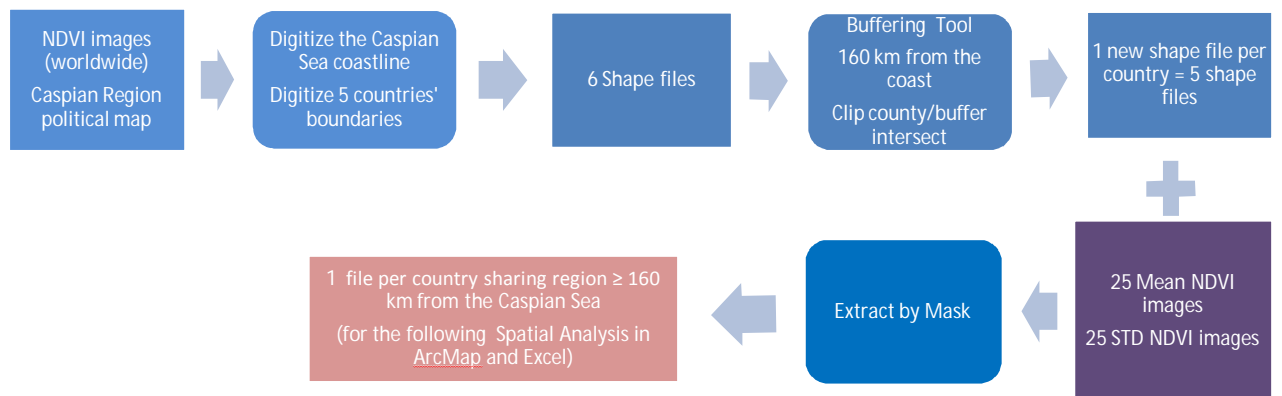 NDVI images
(worldwide)
Caspian Region
political map
Digitize the Caspian
Sea coastline
Digitize 5 countries'
boundaries
6 Shape files
Buffering Tool
160 km from the
coast
Clip county/buffer
intersect
1 new shape file per
country = 5 shape
files
25 Mean NDVI
images
25 STD NDVI images
Extract by Mask
1 file per country sharing region ≥ 160
km from the Caspian Sea
(for the following Spatial Analysis in
ArcMap and Excel)